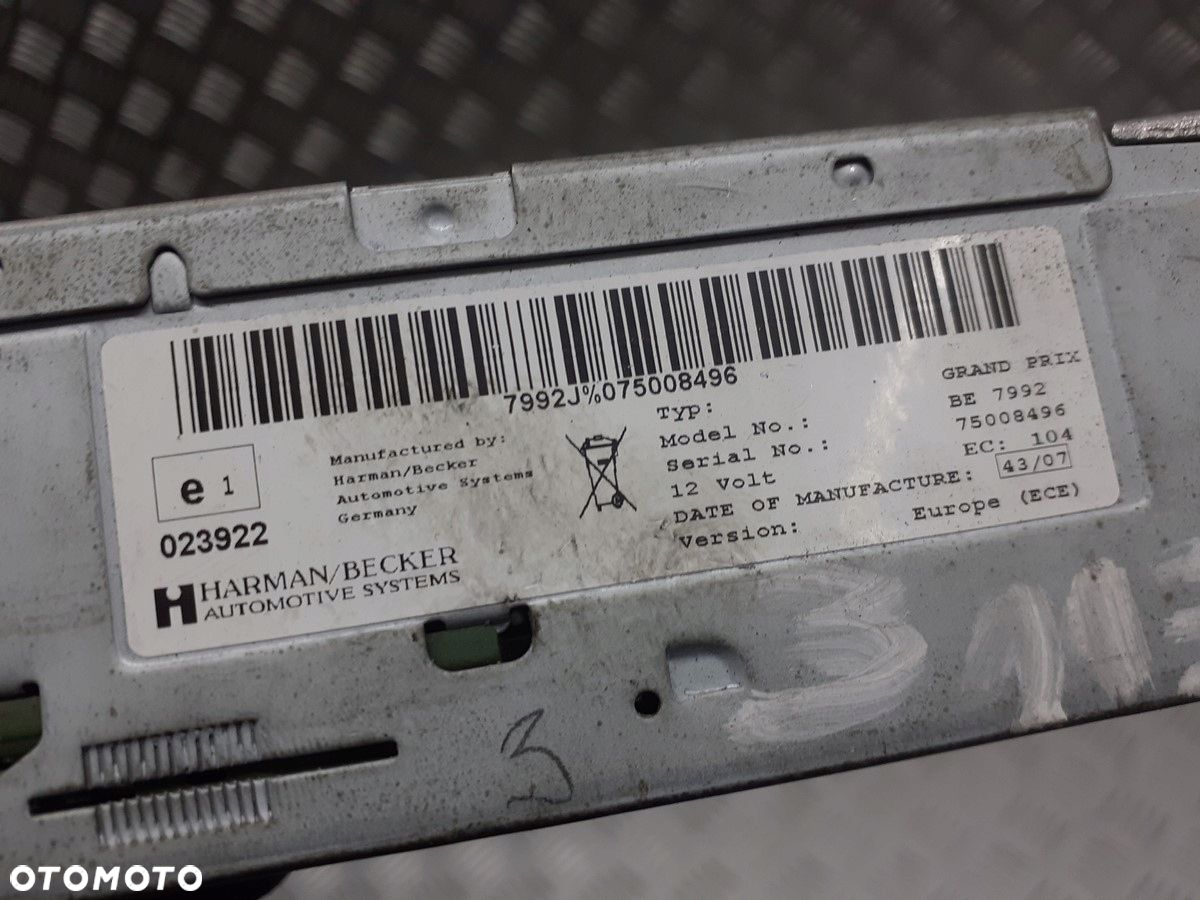 7992J%075008496
e 1
023922
Manufactured by:
Harman/Becker
Automotive Systems
Germany
HARMAN/BECKER
AUTOMOTIVE SYSTEMS
Typ: GRAND PRIX
Model No.: BE 7992
Serial No.: 75008496
12 Volt EC: 104
DATE OF MANUFACTURE: 43/07
Version: Europe (ECE)
3
3
OTOMOTO